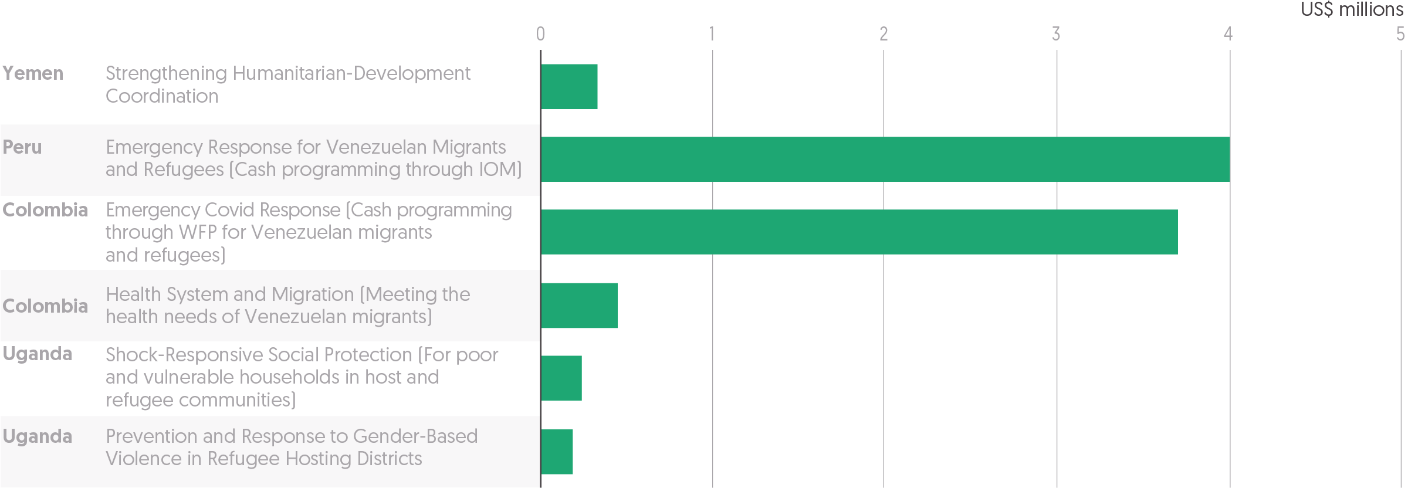 US$ millions
0 1 2 3 4 5
Yemen Strengthening Humanitarian-Development
Coordination
Peru Emergency Response for Venezuelan Migrants
and Refugees (Cash programming through IOM)
Colombia Emergency Covid Response (Cash programming
through WFP for Venezuelan migrants
and refugees)
Colombia Health System and Migration (Meeting the
health needs of Venezuelan migrants)
Uganda Shock-Responsive Social Protection (For poor
and vulnerable households in host and
refugee communities)
Uganda Prevention and Response to Gender-Based
Violence in Refugee Hosting Districts